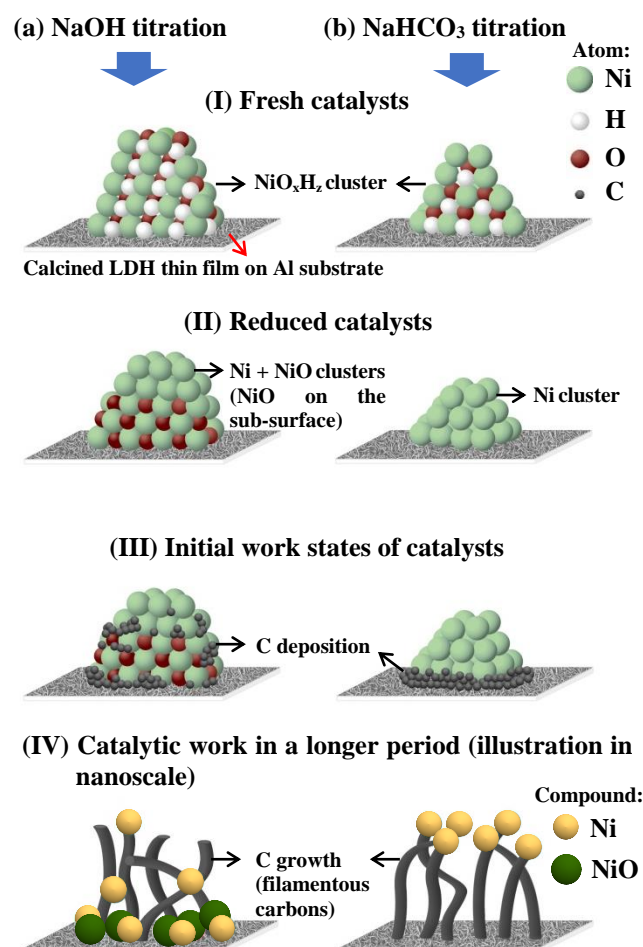 (a) NaOH titration
(b) NaHCO₃ titration
Atom:
Ni
H
O
C
(I) Fresh catalysts
NiOₓH_z cluster
Calcined LDH thin film on Al substrate
(II) Reduced catalysts
Ni + NiO clusters
(NiO on the
sub-surface)
Ni cluster
(III) Initial work states of catalysts
C deposition
(IV) Catalytic work in a longer period (illustration in
nanoscale)
Compound:
Ni
NiO
C growth
(filamentous
carbons)